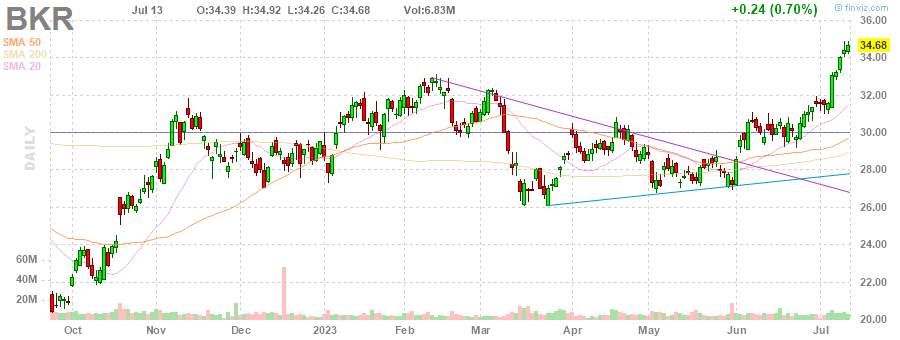 BKR Jul 13 O:34.39 H:34.92 L:34.26 C:34.68 Vol:6.83M +0.24 (0.70%) © finviz.com
SMA 50
SMA 200
SMA 20
DAILY
36.00
34.68
34.00
32.00
30.00
28.00
26.00
24.00
22.00
20.00
60M
40M
20M
Oct Nov Dec 2023 Feb Mar Apr May Jun Jul